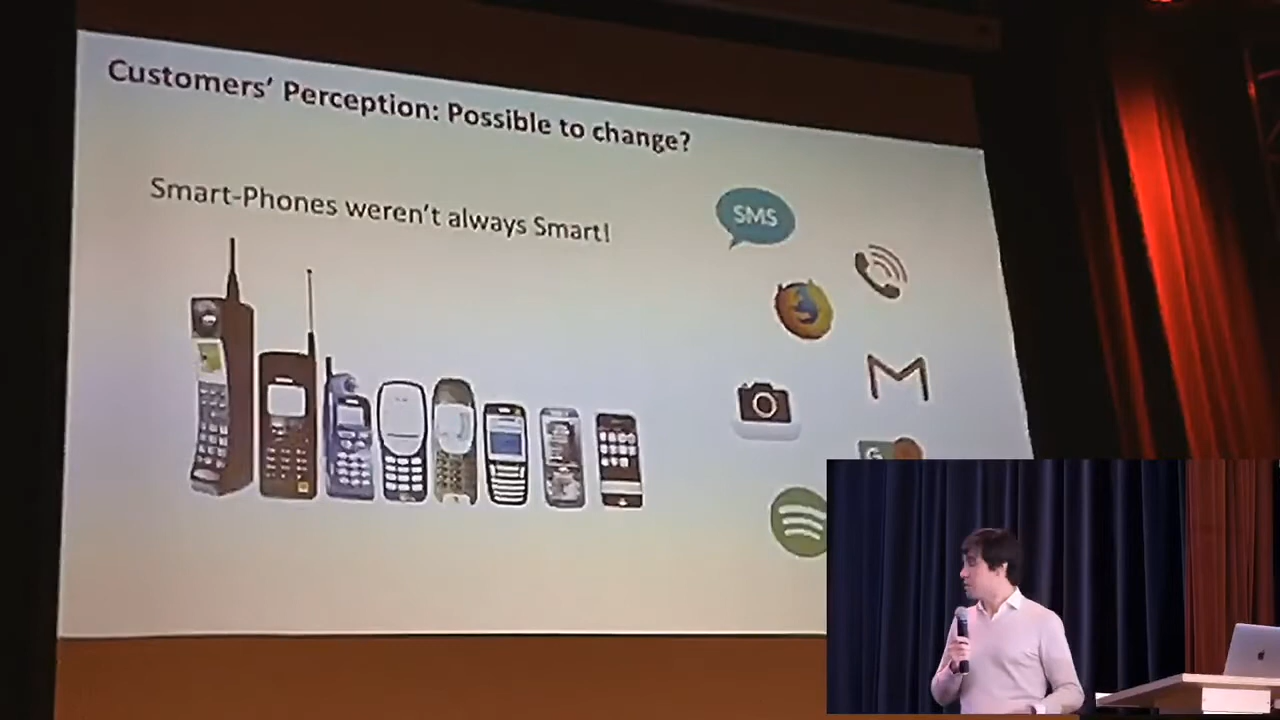 Customers’ Perception: Possible to change?
Smart-Phones weren’t always Smart!
SMS